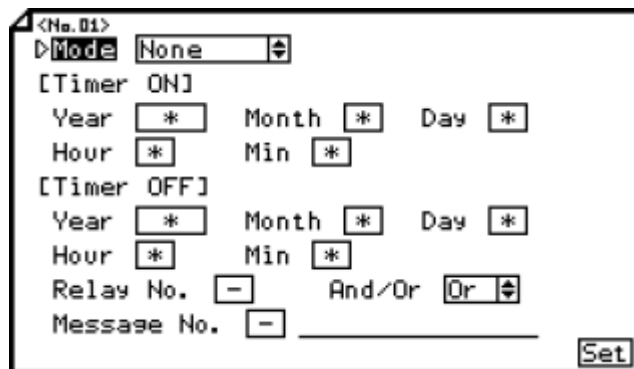 <No.01>
Mode None
[Timer ON]
Year * Month * Day *
Hour * Min *
[Timer OFF]
Year * Month * Day *
Hour * Min *
Relay No. - And/Or Or
Message No. -
Set